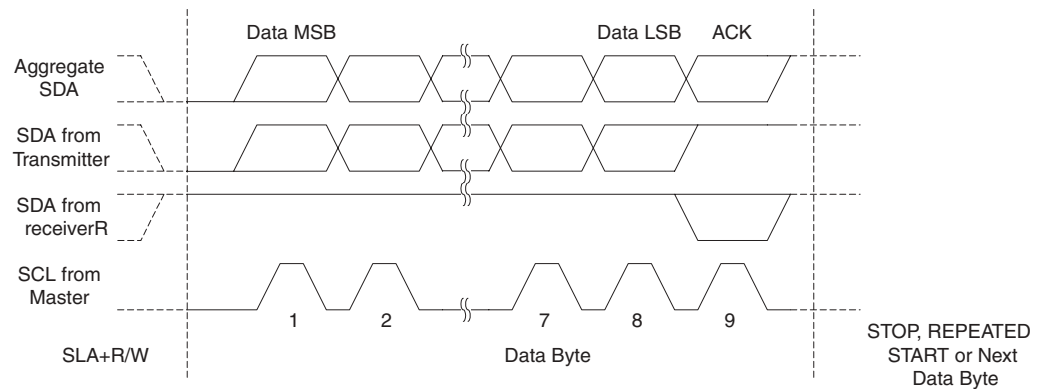 Data MSB
Data LSB
ACK
Aggregate
SDA
SDA from
Transmitter
SDA from
receiverR
SCL from
Master
1
2
7
8
9
SLA+R/W
Data Byte
STOP, REPEATED
START or Next
Data Byte